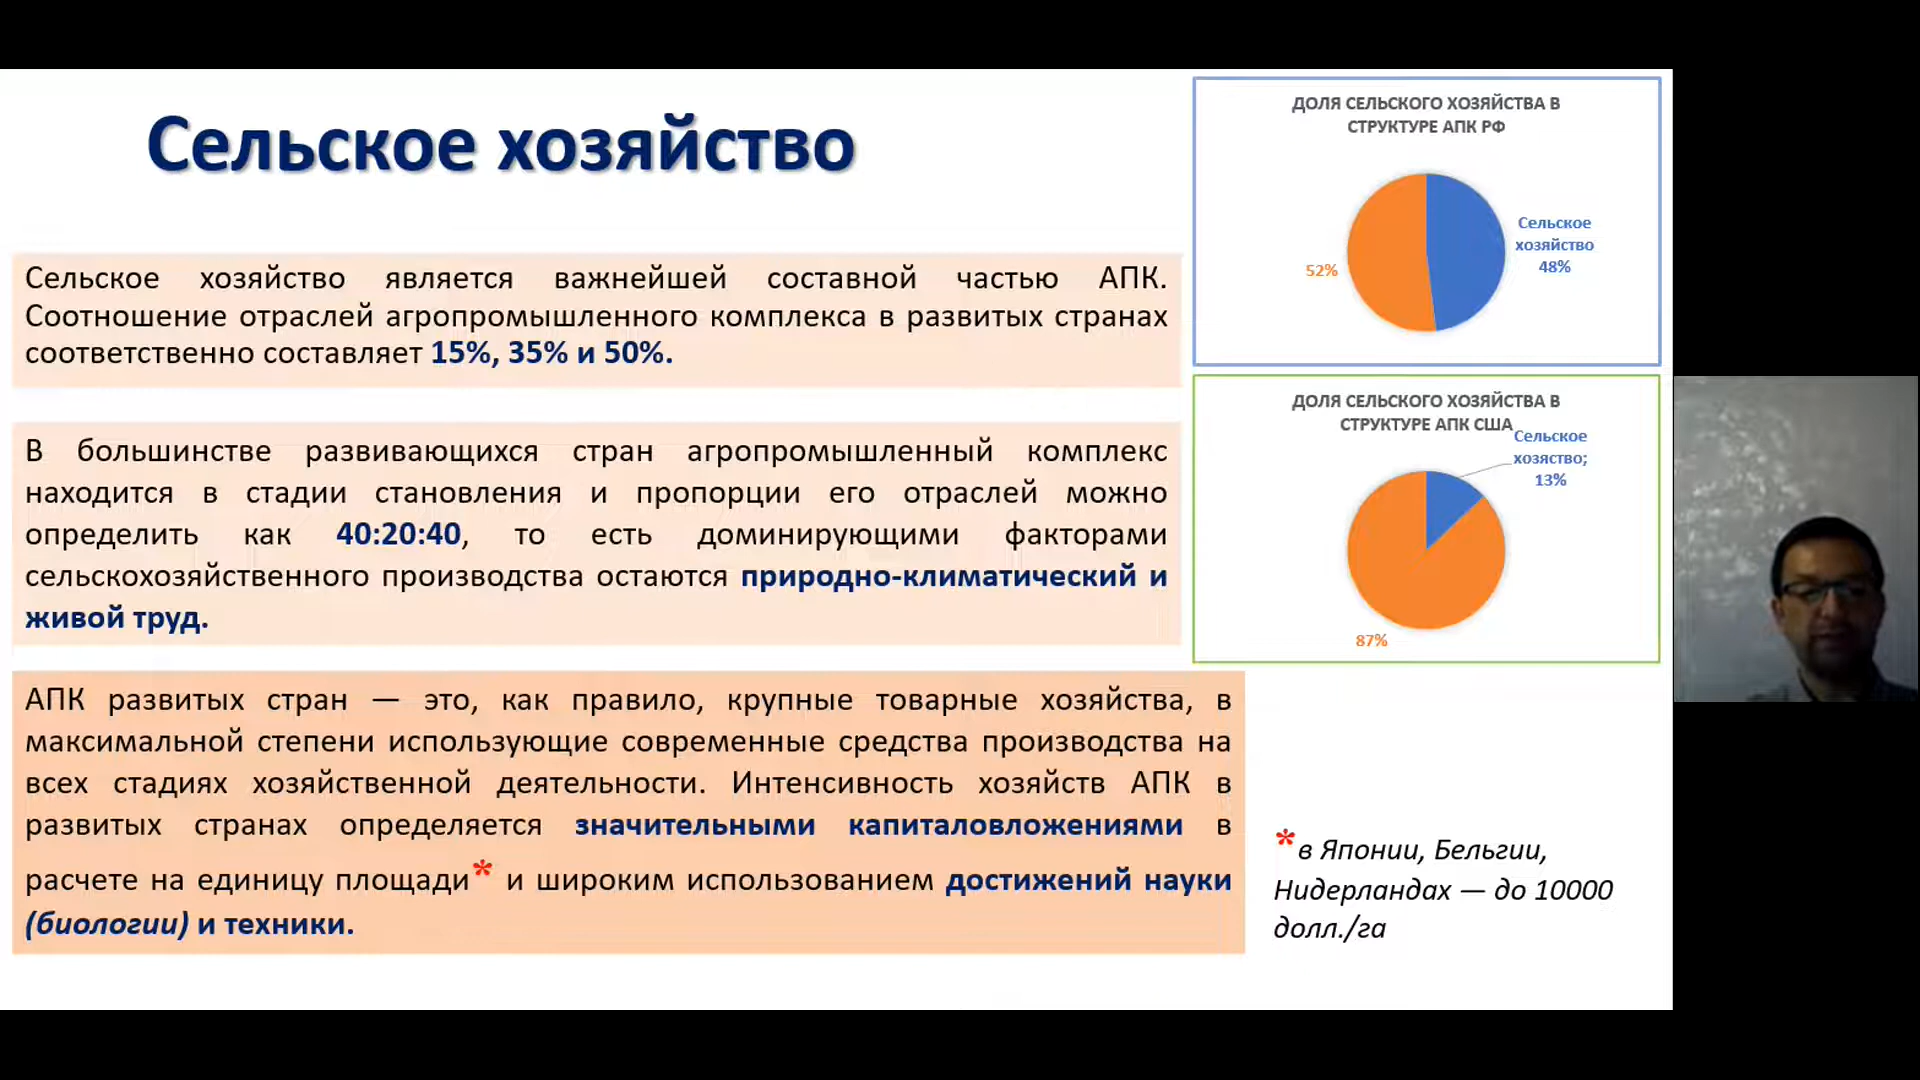 Сельское хозяйство
Сельское хозяйство является важнейшей составной частью АПК.
Соотношение отраслей агропромышленного комплекса в развитых странах
соответственно составляет 15%, 35% и 50%.
В большинстве развивающихся стран агропромышленный комплекс
находится в стадии становления и пропорции его отраслей можно
определить как 40:20:40, то есть доминирующими факторами
сельскохозяйственного производства остаются природно-климатический и
живой труд.
АПК развитых стран — это, как правило, крупные товарные хозяйства, в
максимальной степени использующие современные средства производства на
всех стадиях хозяйственной деятельности. Интенсивность хозяйств АПК в
развитых странах определяется значительными капиталовложениями в
расчете на единицу площади* и широким использованием достижений науки
(биологии) и техники.
ДОЛЯ СЕЛЬСКОГО ХОЗЯЙСТВА В
СТРУКТУРЕ АПК РФ
Сельское
хозяйство
48%
52%
ДОЛЯ СЕЛЬСКОГО ХОЗЯЙСТВА В
СТРУКТУРЕ АПК США
Сельское
хозяство;
13%
87%
*в Японии, Бельгии,
Нидерландах — до 10000
долл./га